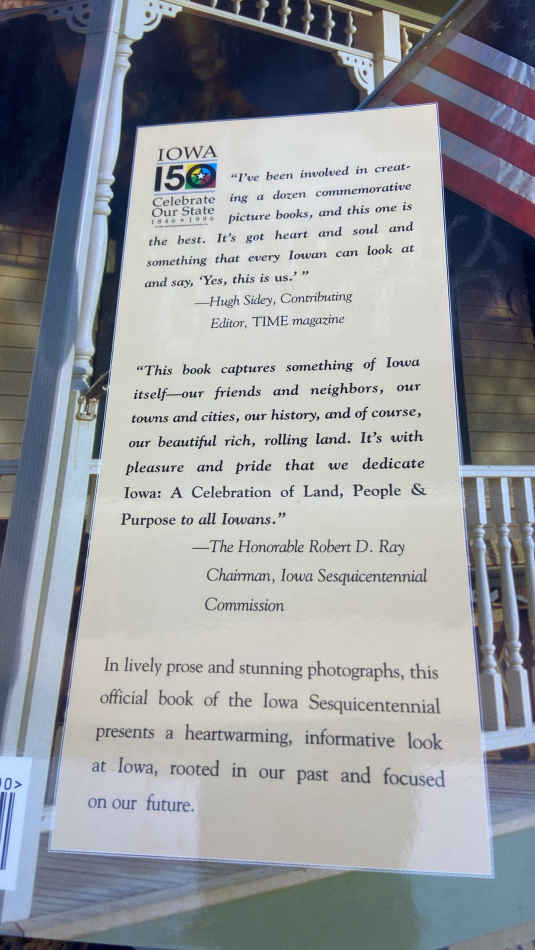 IOWA
150
Celebrate
Our State
1846 • 1996
“I’ve been involved in creat-
ing a dozen commemorative
picture books, and this one is
the best. It’s got heart and soul and
something that every Iowan can look at
and say, ‘Yes, this is us.’ ”
—Hugh Sidey, Contributing
Editor, TIME magazine
“This book captures something of Iowa
itself—our friends and neighbors, our
towns and cities, our history, and of course,
our beautiful rich, rolling land. It’s with
pleasure and pride that we dedicate
Iowa: A Celebration of Land, People &
Purpose to all Iowans.”
—The Honorable Robert D. Ray
Chairman, Iowa Sesquicentennial
Commission
In lively prose and stunning photographs, this
official book of the Iowa Sesquicentennial
presents a heartwarming, informative look
at Iowa, rooted in our past and focused
on our future.